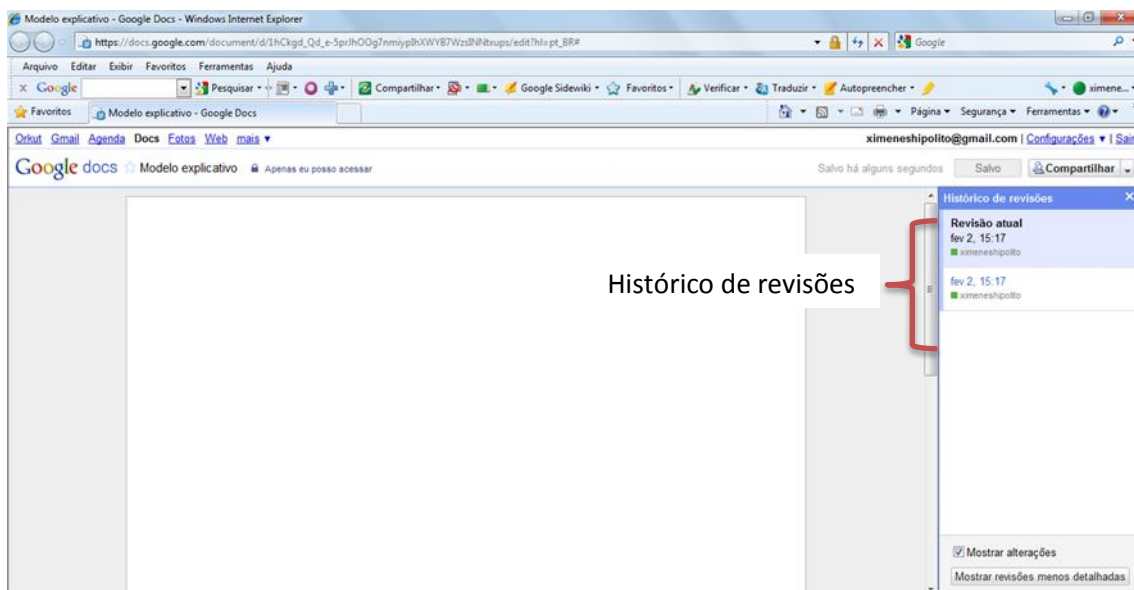 Modelo explicativo - Google Docs - Windows Internet Explorer
https://docs.google.com/document/d/1hCkgd_Qd_e-5prJhOOg7nmiypIhXWYB7WzsINNtxups/edit?hl=pt_BR#
Google
Arquivo Editar Exibir Favoritos Ferramentas Ajuda
x Google Pesquisar Compartilhar Google Sidewiki Favoritos Verificar Traduzir Autopreencher ximene...
Favoritos Modelo explicativo - Google Docs Página Segurança Ferramentas
Orkut Gmail Agenda Docs Fotos Web mais ximeneshipolito@gmail.com | Configurações | Sair
Google docs Modelo explicativo Apenas eu posso acessar Salvo há alguns segundos Salvo Compartilhar
Histórico de revisões
Revisão atual
fev 2, 15:17
ximeneshipolito
Histórico de revisões
fev 2, 15:17
ximeneshipolito
Mostrar alterações
Mostrar revisões menos detalhadas